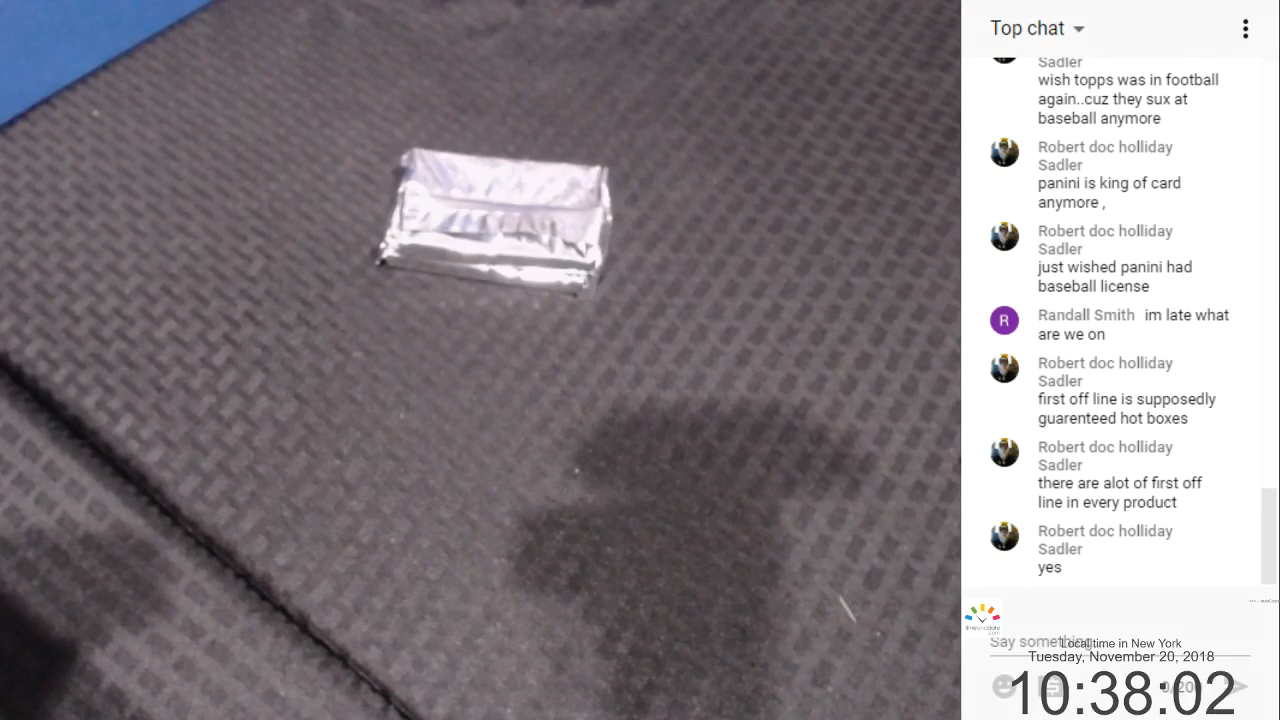 Top chat
Sadler
wish topps was in football
again..cuz they sux at
baseball anymore
Robert doc holliday
Sadler
panini is king of card
anymore ,
Robert doc holliday
Sadler
just wished panini had
baseball license
R
Randall Smith im late what
are we on
Robert doc holliday
Sadler
first off line is supposedly
guarenteed hot boxes
Robert doc holliday
Sadler
there are alot of first off
line in every product
Robert doc holliday
Sadler
yes
Say something...
Local time in New York
Tuesday, November 20, 2018
0/200
10:38:02